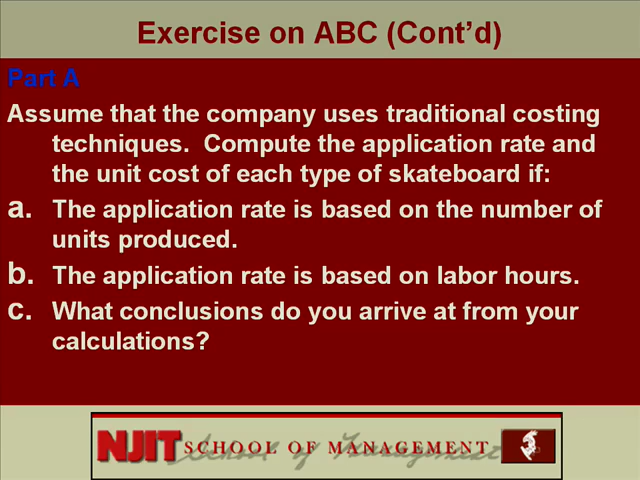 Exercise on ABC (Cont'd)
Part A
Assume that the company uses traditional costing
techniques.  Compute the application rate and
the unit cost of each type of skateboard if:
a. The application rate is based on the number of
units produced.
b. The application rate is based on labor hours.
c. What conclusions do you arrive at from your
calculations?
NJIT SCHOOL OF MANAGEMENT
School of Management